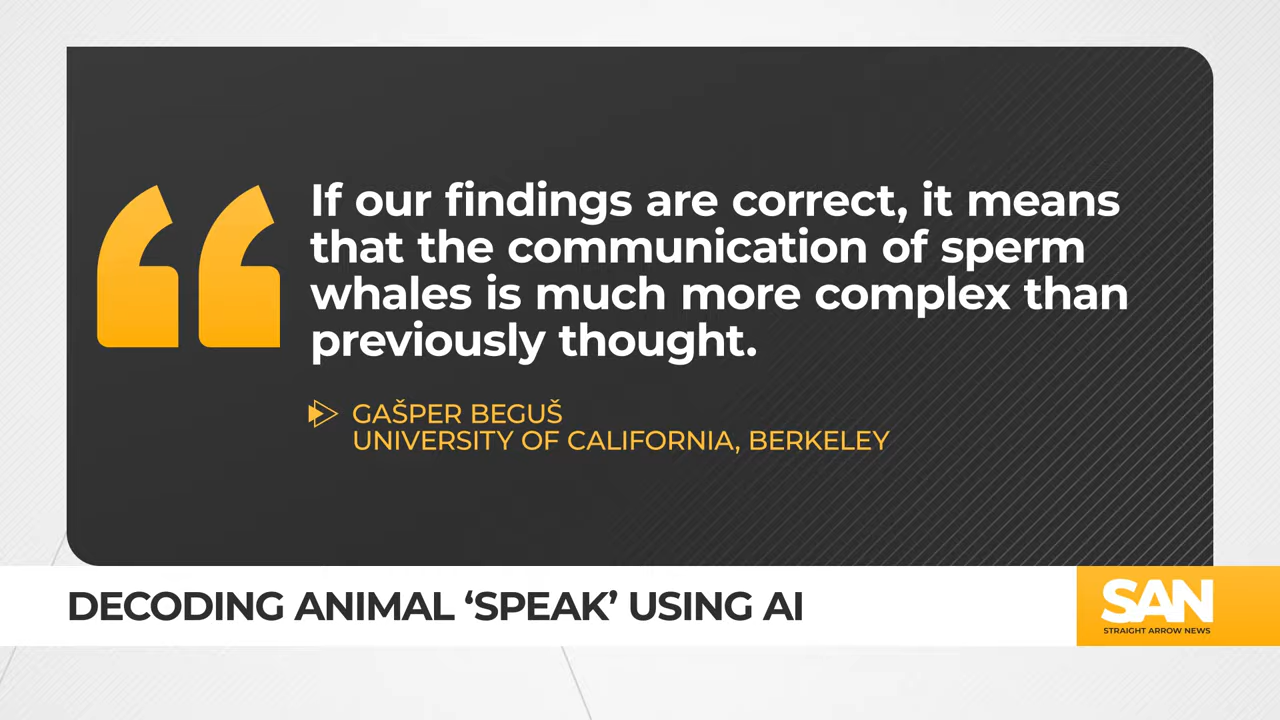 If our findings are correct, it means
that the communication of sperm
whales is much more complex than
previously thought.
GAŠPER BEGUŠ
UNIVERSITY OF CALIFORNIA, BERKELEY
DECODING ANIMAL ‘SPEAK’ USING AI
SAN
STRAIGHT ARROW NEWS